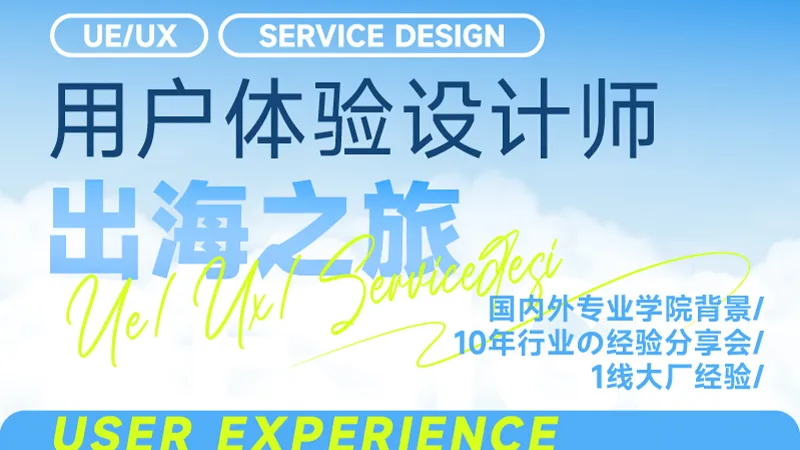 UE/UX
SERVICE DESIGN
用户体验设计师
出海之旅
Ue/ Ux/ Servicedesi
国内外专业学院背景/
10年行业の经验分享会/
1线大厂经验/
USER EXPERIENCE